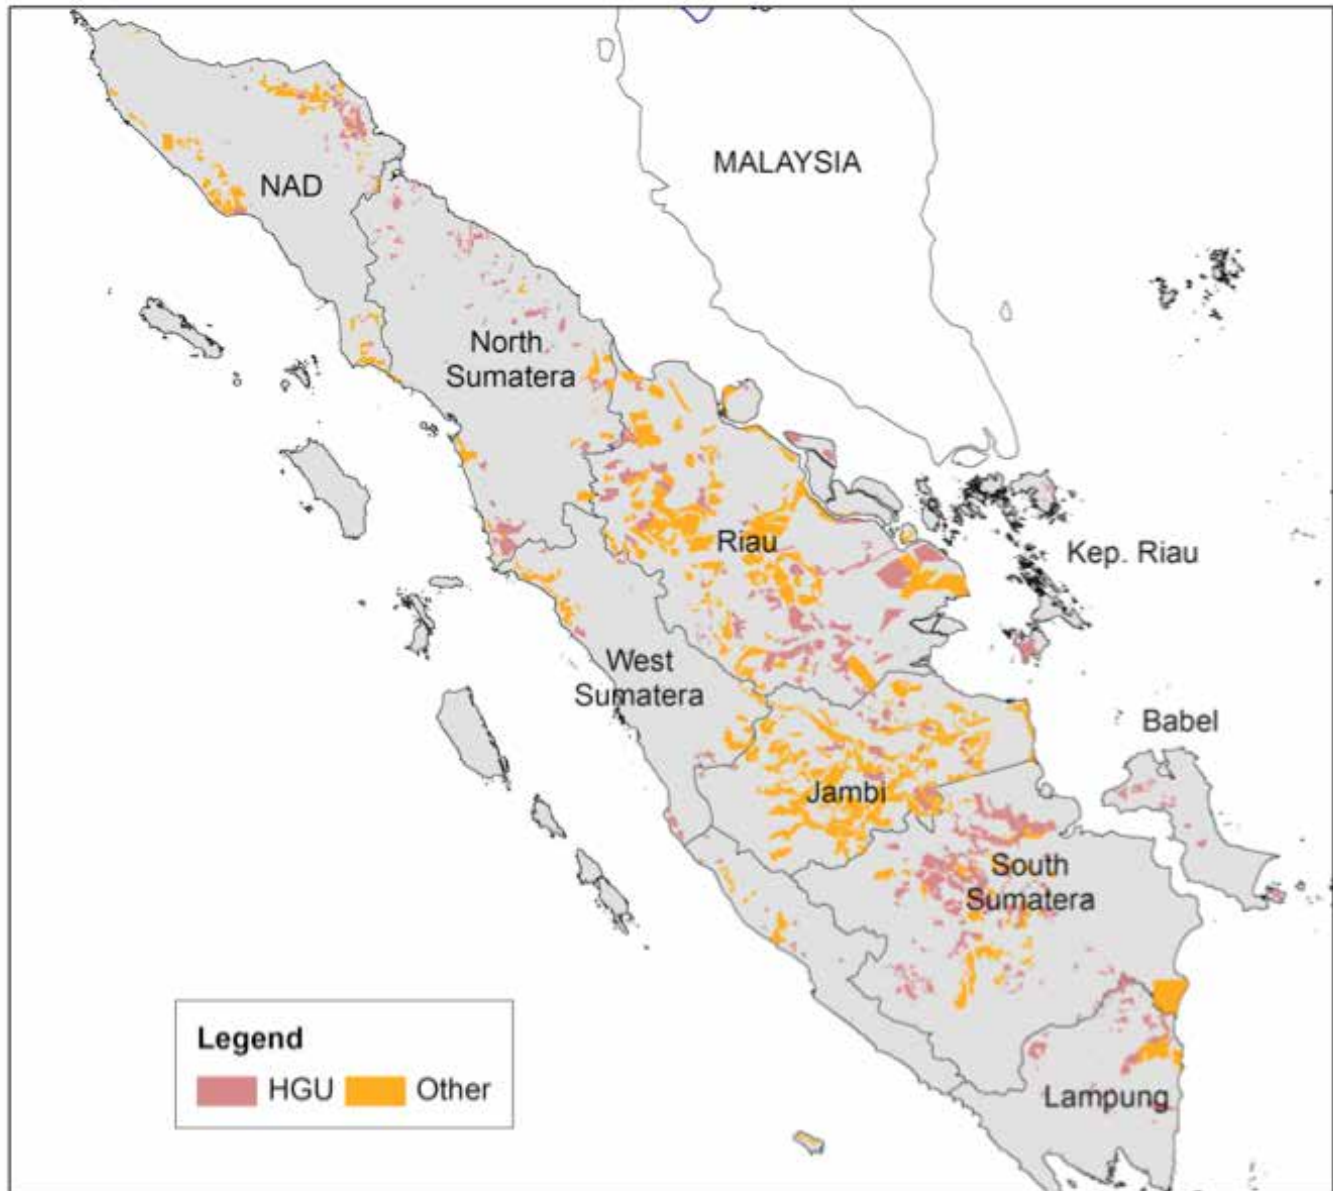 MALAYSIA
NAD
North
Sumatera
Riau
Kep. Riau
West
Sumatera
Babel
Jambi
South
Sumatera
Legend
HGU
Other
Lampung